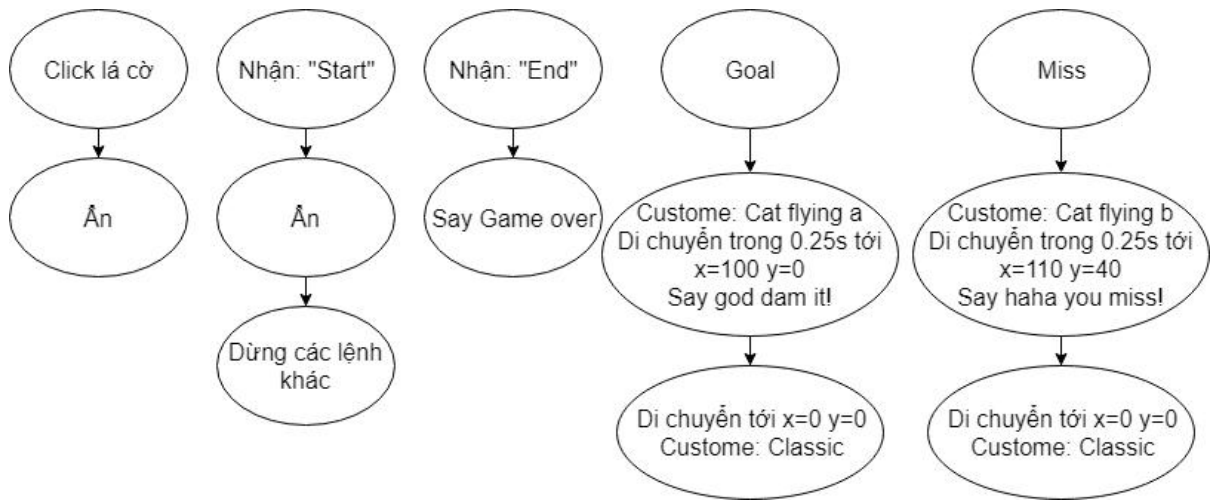 Click lá cờ
Nhận: "Start"
Nhận: "End"
Goal
Miss
Ẩn
Ẩn
Say Game over
Custome: Cat flying a
Di chuyển trong 0.25s tới
x=100 y=0
Say god dam it!
Custome: Cat flying b
Di chuyển trong 0.25s tới
x=110 y=40
Say haha you miss!
Dừng các lệnh
khác
Di chuyển tới x=0 y=0
Custome: Classic
Di chuyển tới x=0 y=0
Custome: Classic